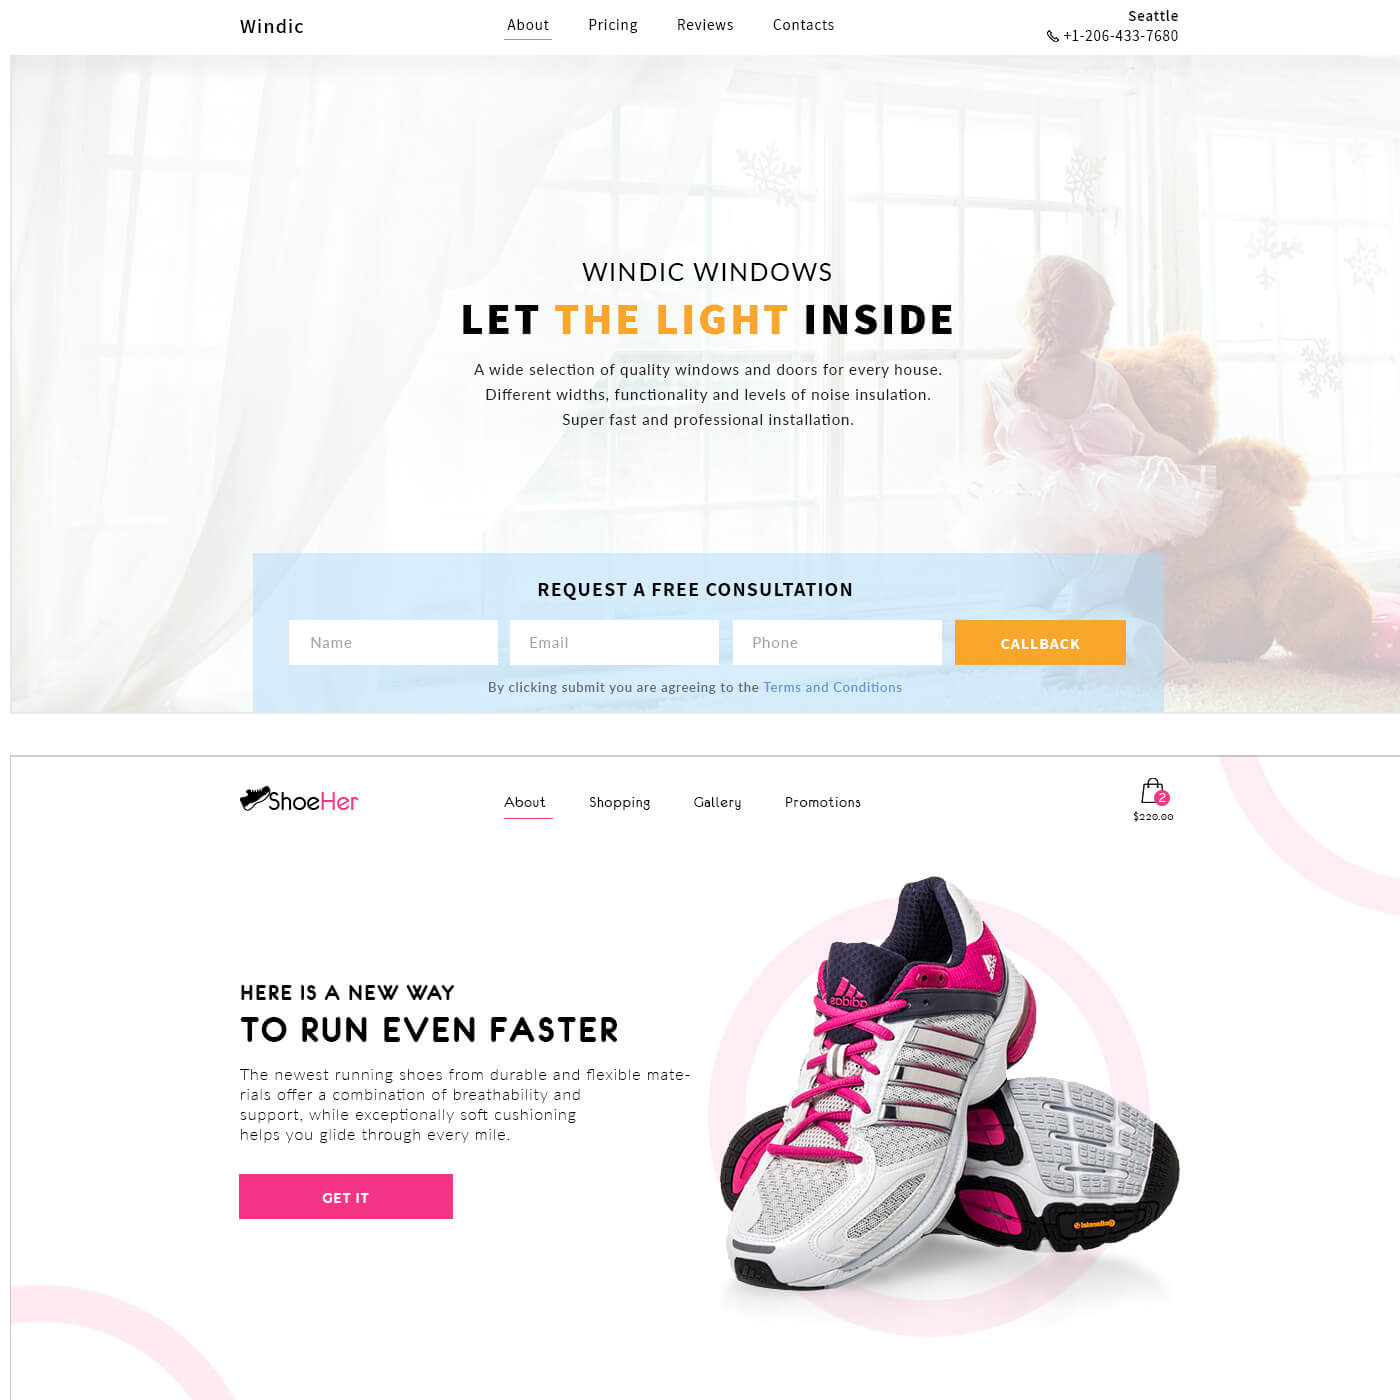 Windic
About Pricing Reviews Contacts
Seattle
+1-206-433-7680
WINDIC WINDOWS
LET THE LIGHT INSIDE
A wide selection of quality windows and doors for every house.
Different widths, functionality and levels of noise insulation.
Super fast and professional installation.
REQUEST A FREE CONSULTATION
Name Email Phone CALLBACK
By clicking submit you are agreeing to the Terms and Conditions
ShoeHer
About Shopping Gallery Promotions
2
$220.00
HERE IS A NEW WAY
TO RUN EVEN FASTER
The newest running shoes from durable and flexible mate-
rials offer a combination of breathability and
support, while exceptionally soft cushioning
helps you glide through every mile.
GET IT
adidas